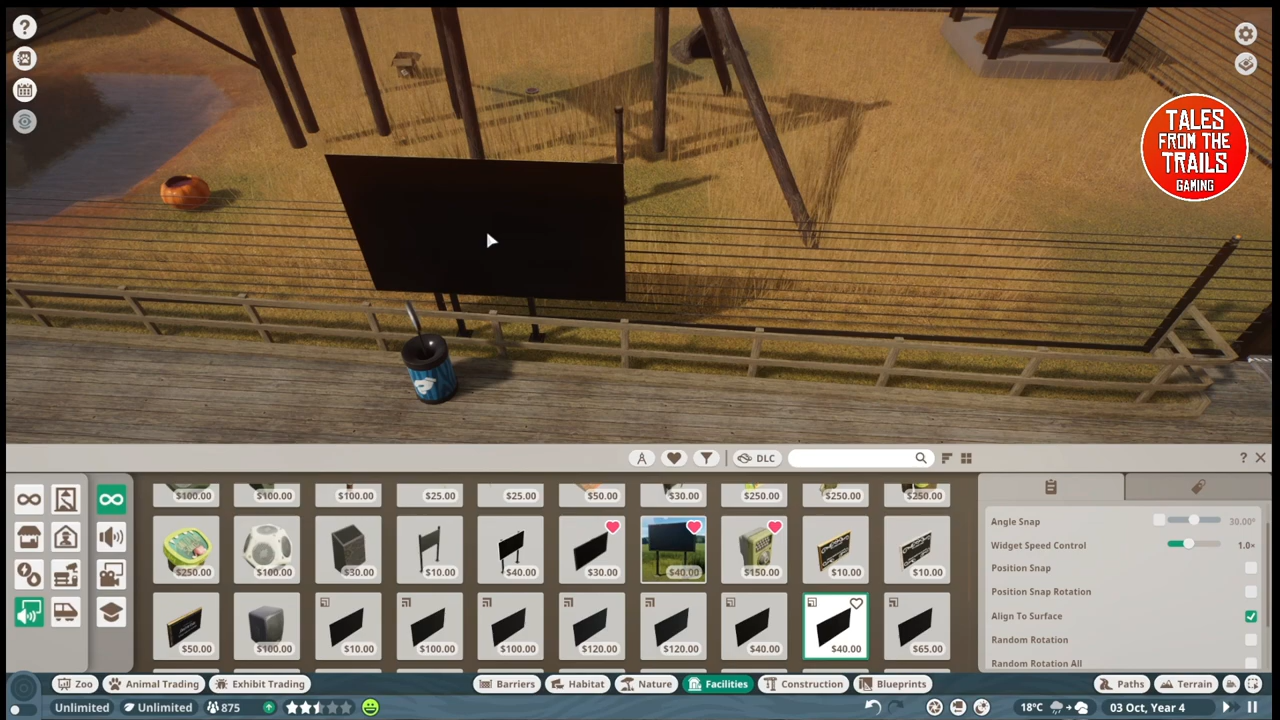 ?
TALES
FROM THE
TRAILS
GAMING
DLC
?
$100.00 $100.00 $100.00 $25.00 $25.00 $50.00 $30.00 $250.00 $250.00 $250.00
Angle Snap 30.00°
$250.00 $100.00 $30.00 $10.00 $40.00 $30.00 $40.00 $150.00 $10.00 $10.00
Widget Speed Control 1.0×
Position Snap
Position Snap Rotation
Align To Surface
Random Rotation
$50.00 $100.00 $10.00 $100.00 $100.00 $120.00 $120.00 $40.00 $40.00 $65.00
Random Rotation All
Zoo Animal Trading Exhibit Trading Barriers Habitat Nature Facilities Construction Blueprints Paths Terrain
Unlimited Unlimited 875 18°C 03 Oct, Year 4